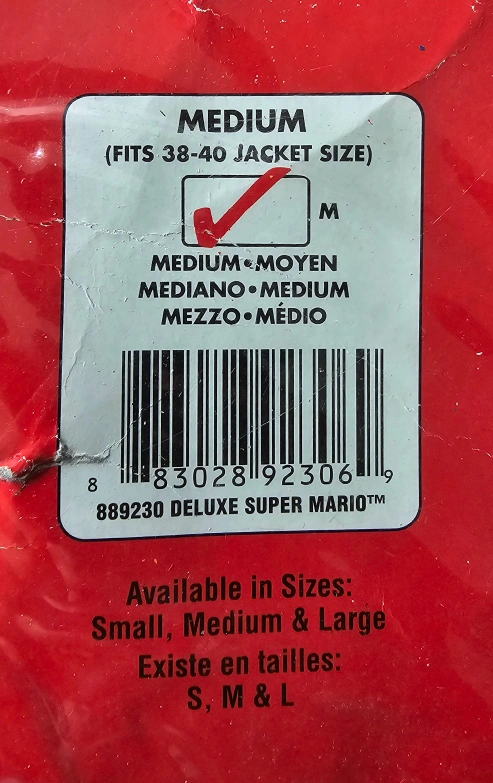 MEDIUM
(FITS 38-40 JACKET SIZE)
M
MEDIUM•MOYEN
MEDIANO•MEDIUM
MEZZO•MÉDIO
8 83028 92306 9
889230 DELUXE SUPER MARIO™
Available in Sizes:
Small, Medium & Large
Existe en tailles:
S, M & L